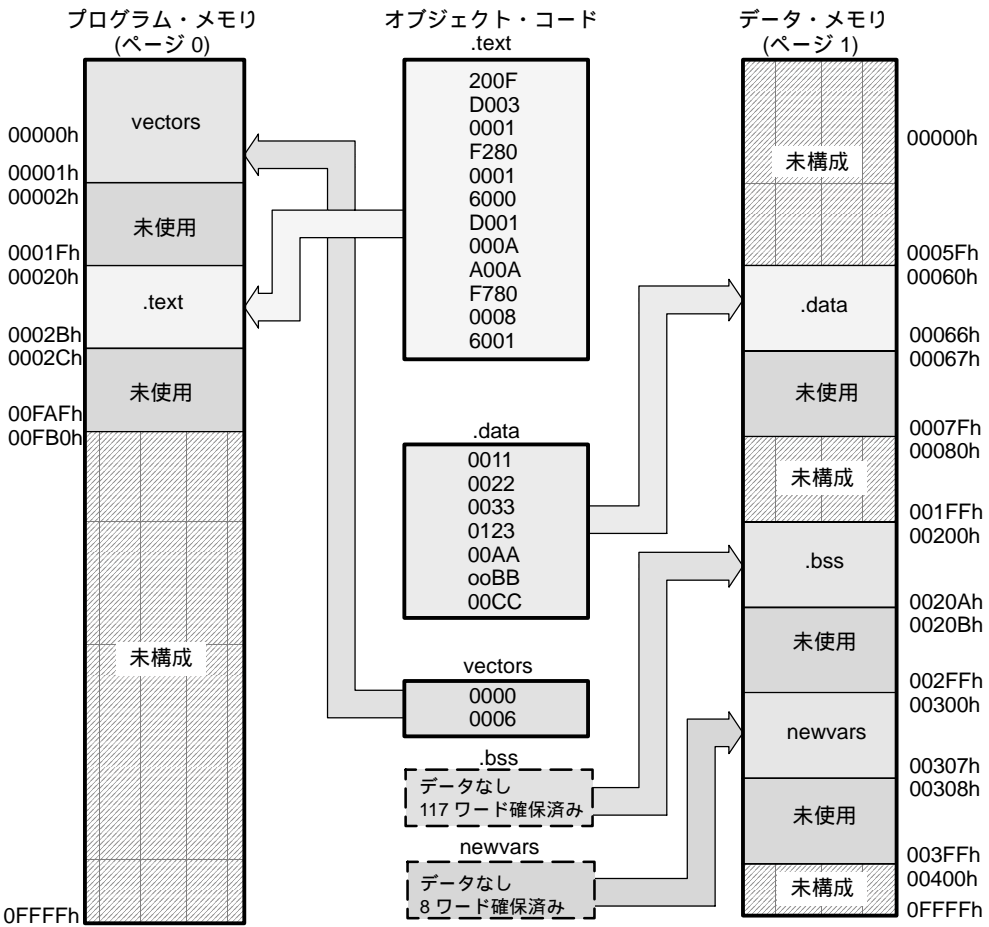 プログラム・メモリ
(ページ 0)
00000h
00001h
00002h
0001Fh
00020h
0002Bh
0002Ch
00FAFh
00FB0h
0FFFFh
vectors
未使用
.text
未使用
未構成
オブジェクト・コード
.text
200F
D003
0001
F280
0001
6000
D001
000A
A00A
F780
0008
6001
.data
0011
0022
0033
0123
00AA
ooBB
00CC
vectors
0000
0006
.bss
データなし
117 ワード確保済み
newvars
データなし
8 ワード確保済み
データ・メモリ
(ページ 1)
未構成
.data
未使用
未構成
.bss
未使用
newvars
未使用
未構成
00000h
0005Fh
00060h
00066h
00067h
0007Fh
00080h
001FFh
00200h
0020Ah
0020Bh
002FFh
00300h
00307h
00308h
003FFh
00400h
0FFFFh